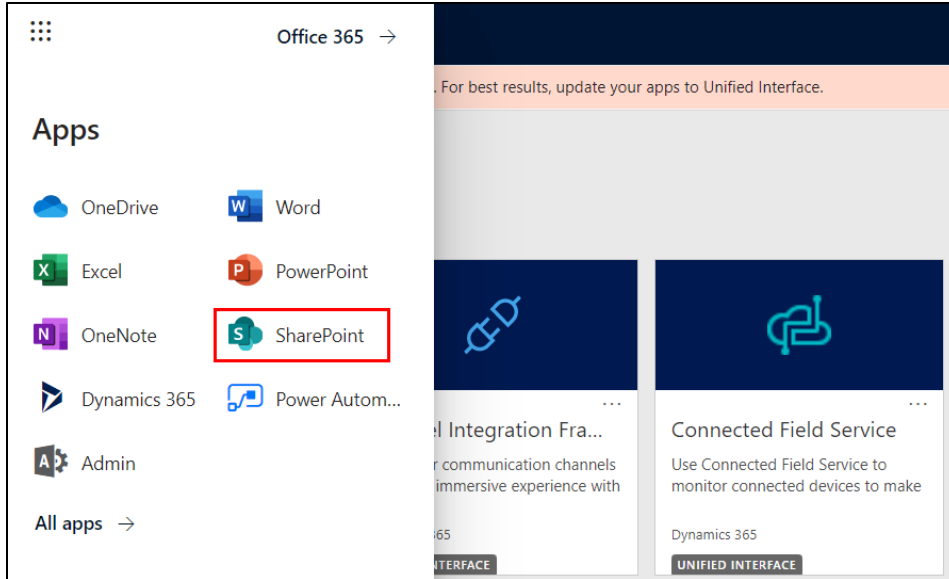 Office 365 →
. For best results, update your apps to Unified Interface.
Apps
OneDrive
Word
Excel
PowerPoint
OneNote
SharePoint
Dynamics 365
Power Autom...
Admin
All apps →
...
l Integration Fra...
r communication channels
immersive experience with
365
NTERFACE
...
Connected Field Service
Use Connected Field Service to
monitor connected devices to make
Dynamics 365
UNIFIED INTERFACE